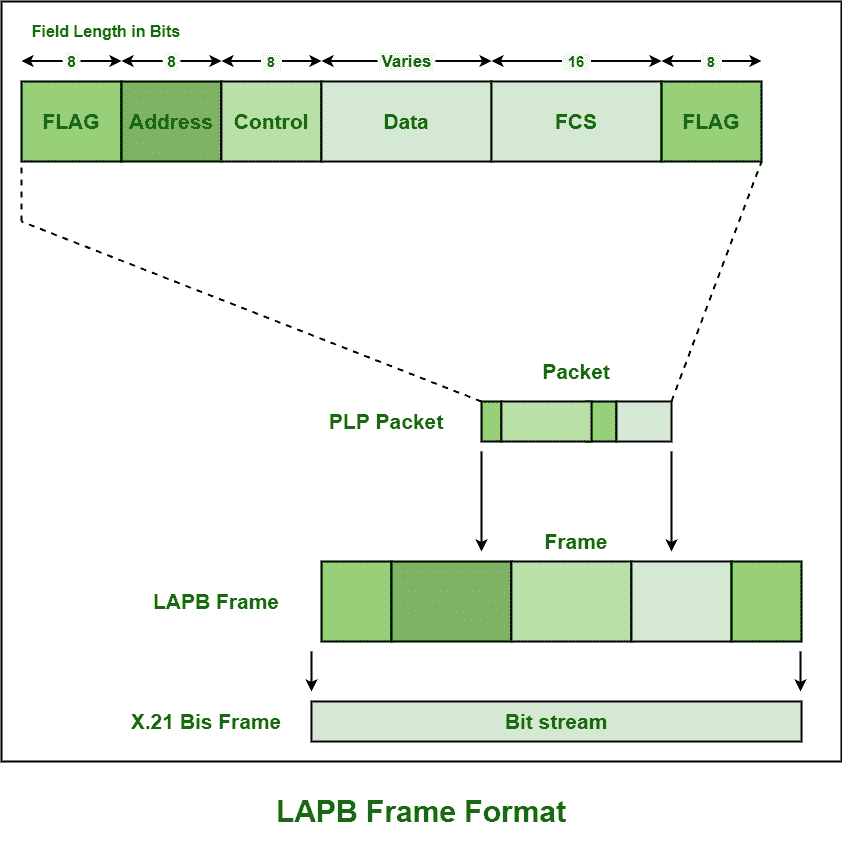 Field Length in Bits
8 8 8 Varies 16 8
FLAG Address Control Data FCS FLAG
Packet
PLP Packet
Frame
LAPB Frame
X.21 Bis Frame Bit stream
LAPB Frame Format